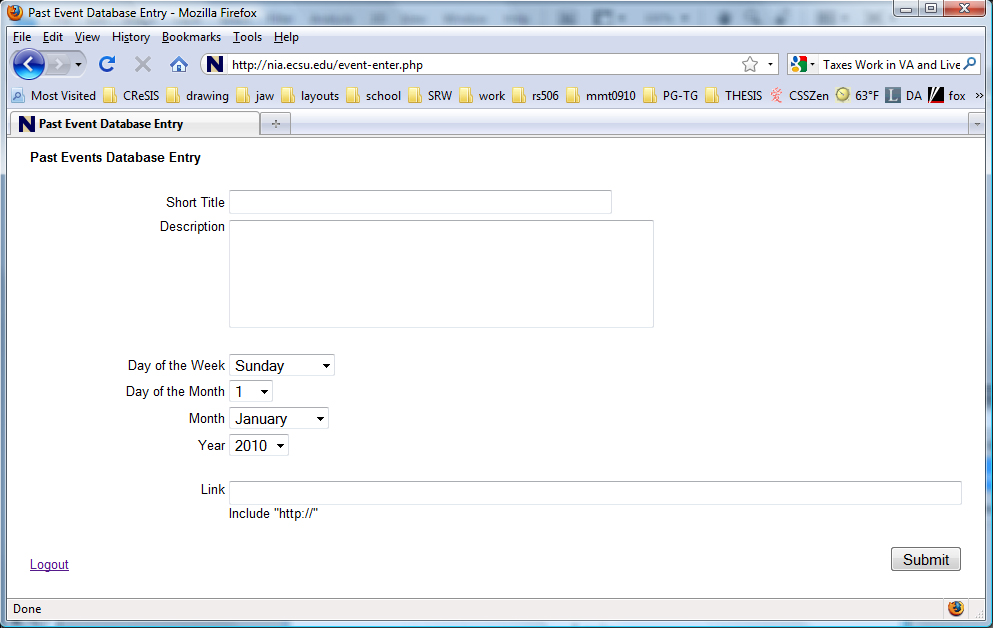 Past Event Database Entry - Mozilla Firefox
File Edit View History Bookmarks Tools Help
http://nia.ecsu.edu/event-enter.php Taxes Work in VA and Live
Most Visited CReSIS drawing jaw layouts school SRW work rs506 mmt0910 PG-TG THESIS CSSZen 63°F DA fox »
Past Event Database Entry
Past Events Database Entry
Short Title
Description
Day of the Week Sunday
Day of the Month 1
Month January
Year 2010
Link
Include "http://"
Logout Submit
Done